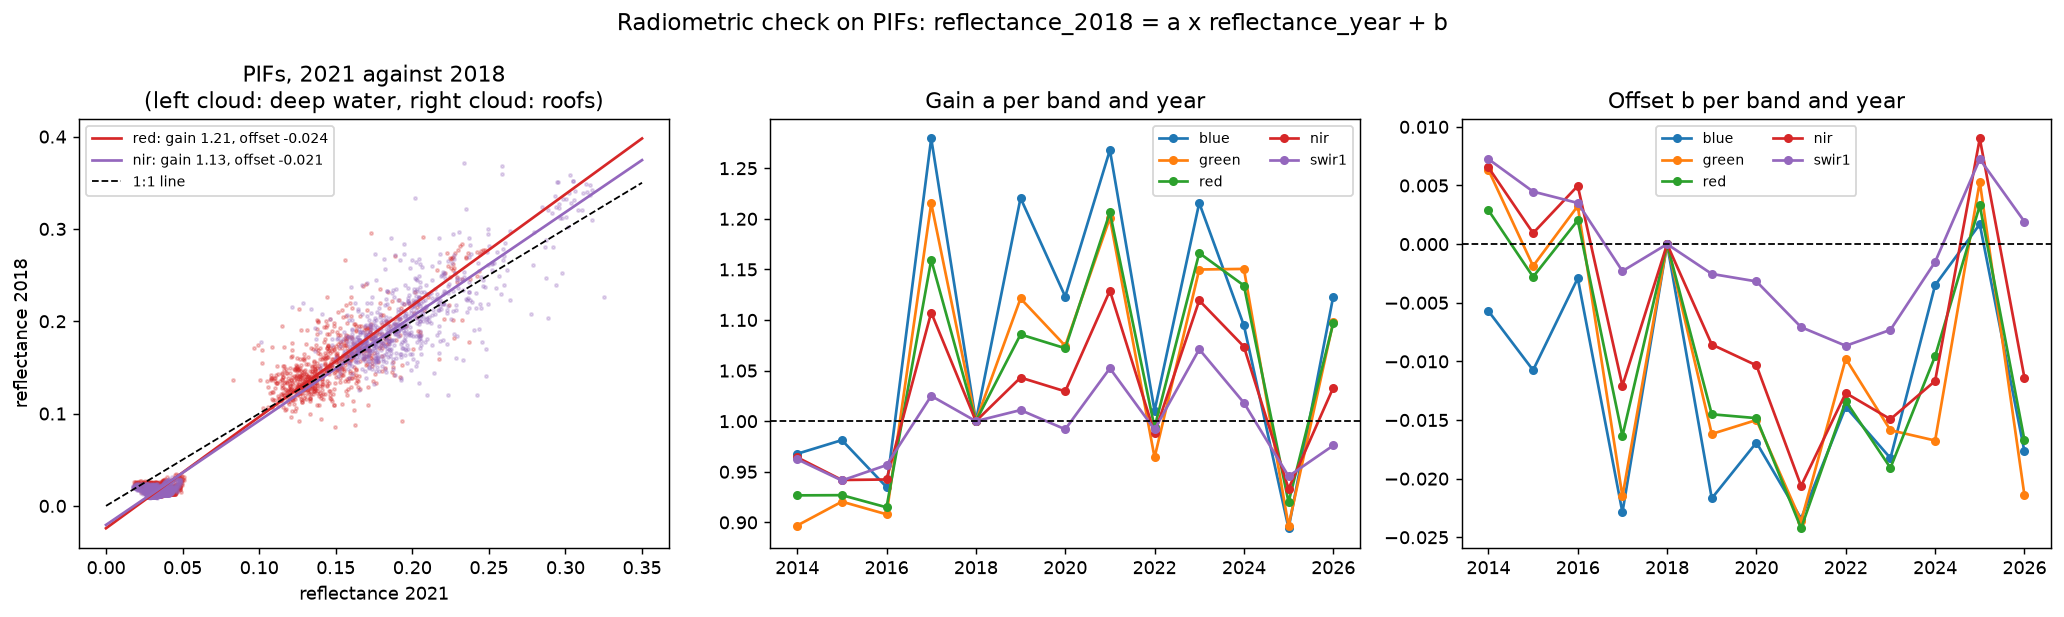 Radiometric check on PIFs: reflectance_2018 = a x reflectance_year + b
PIFs, 2021 against 2018
(left cloud: deep water, right cloud: roofs)
red: gain 1.21, offset -0.024
nir: gain 1.13, offset -0.021
1:1 line
0.4
0.3
0.2
0.1
0.0
reflectance 2018
0.00 0.05 0.10 0.15 0.20 0.25 0.30 0.35
reflectance 2021
Gain a per band and year
blue
green
red
nir
swir1
1.25
1.20
1.15
1.10
1.05
1.00
0.95
0.90
2014 2016 2018 2020 2022 2024 2026
Offset b per band and year
blue
green
red
nir
swir1
0.010
0.005
0.000
−0.005
−0.010
−0.015
−0.020
−0.025
2014 2016 2018 2020 2022 2024 2026